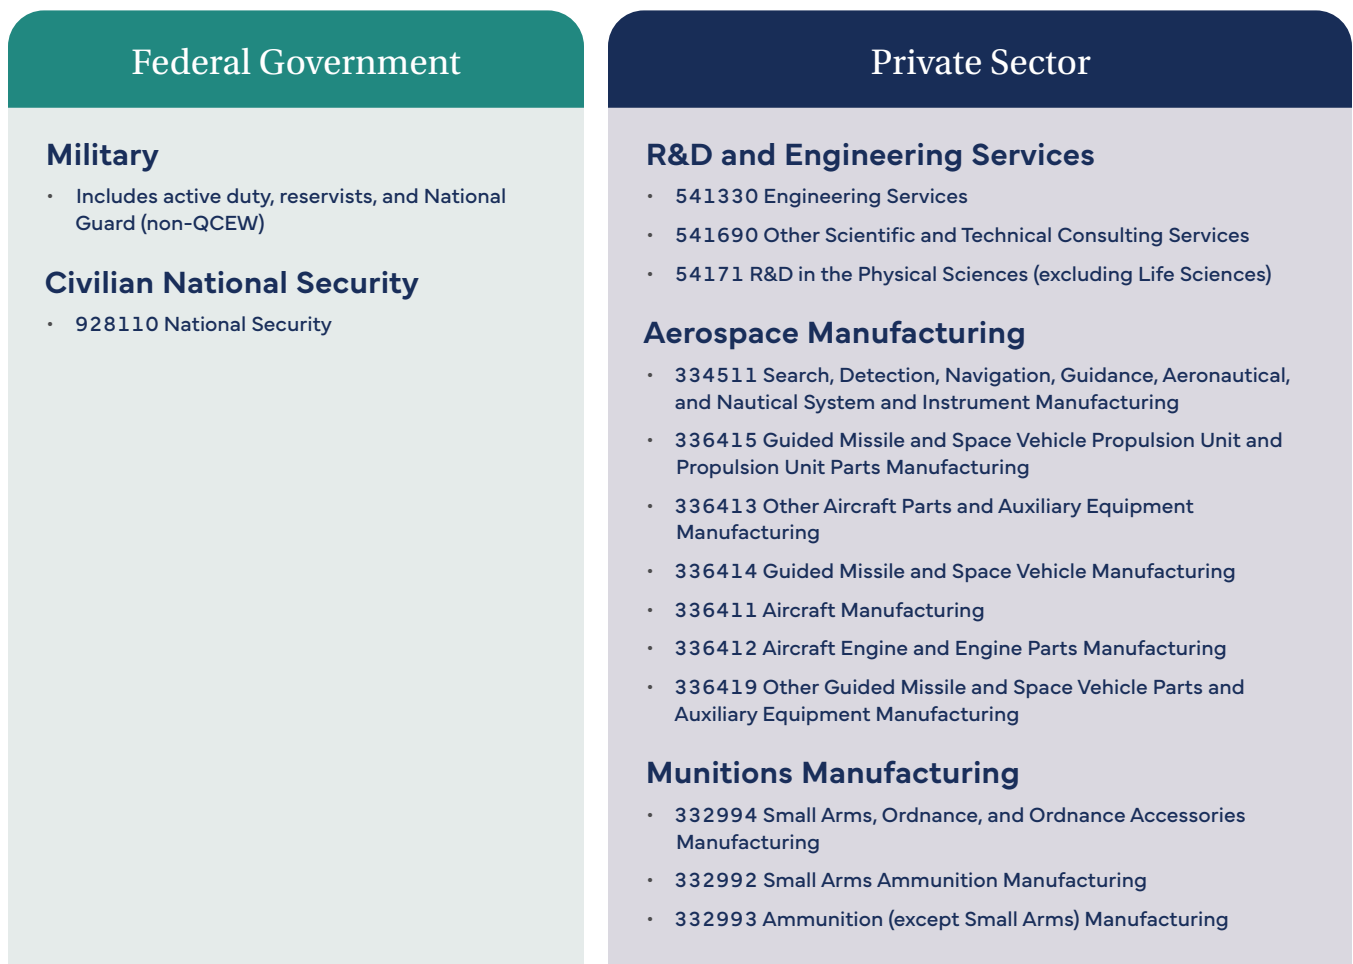 Federal Government
Military
• Includes active duty, reservists, and National
Guard (non-QCEW)
Civilian National Security
• 928110 National Security
Private Sector
R&D and Engineering Services
• 541330 Engineering Services
• 541690 Other Scientific and Technical Consulting Services
• 54171 R&D in the Physical Sciences (excluding Life Sciences)
Aerospace Manufacturing
• 334511 Search, Detection, Navigation, Guidance, Aeronautical,
and Nautical System and Instrument Manufacturing
• 336415 Guided Missile and Space Vehicle Propulsion Unit and
Propulsion Unit Parts Manufacturing
• 336413 Other Aircraft Parts and Auxiliary Equipment
Manufacturing
• 336414 Guided Missile and Space Vehicle Manufacturing
• 336411 Aircraft Manufacturing
• 336412 Aircraft Engine and Engine Parts Manufacturing
• 336419 Other Guided Missile and Space Vehicle Parts and
Auxiliary Equipment Manufacturing
Munitions Manufacturing
• 332994 Small Arms, Ordnance, and Ordnance Accessories
Manufacturing
• 332992 Small Arms Ammunition Manufacturing
• 332993 Ammunition (except Small Arms) Manufacturing